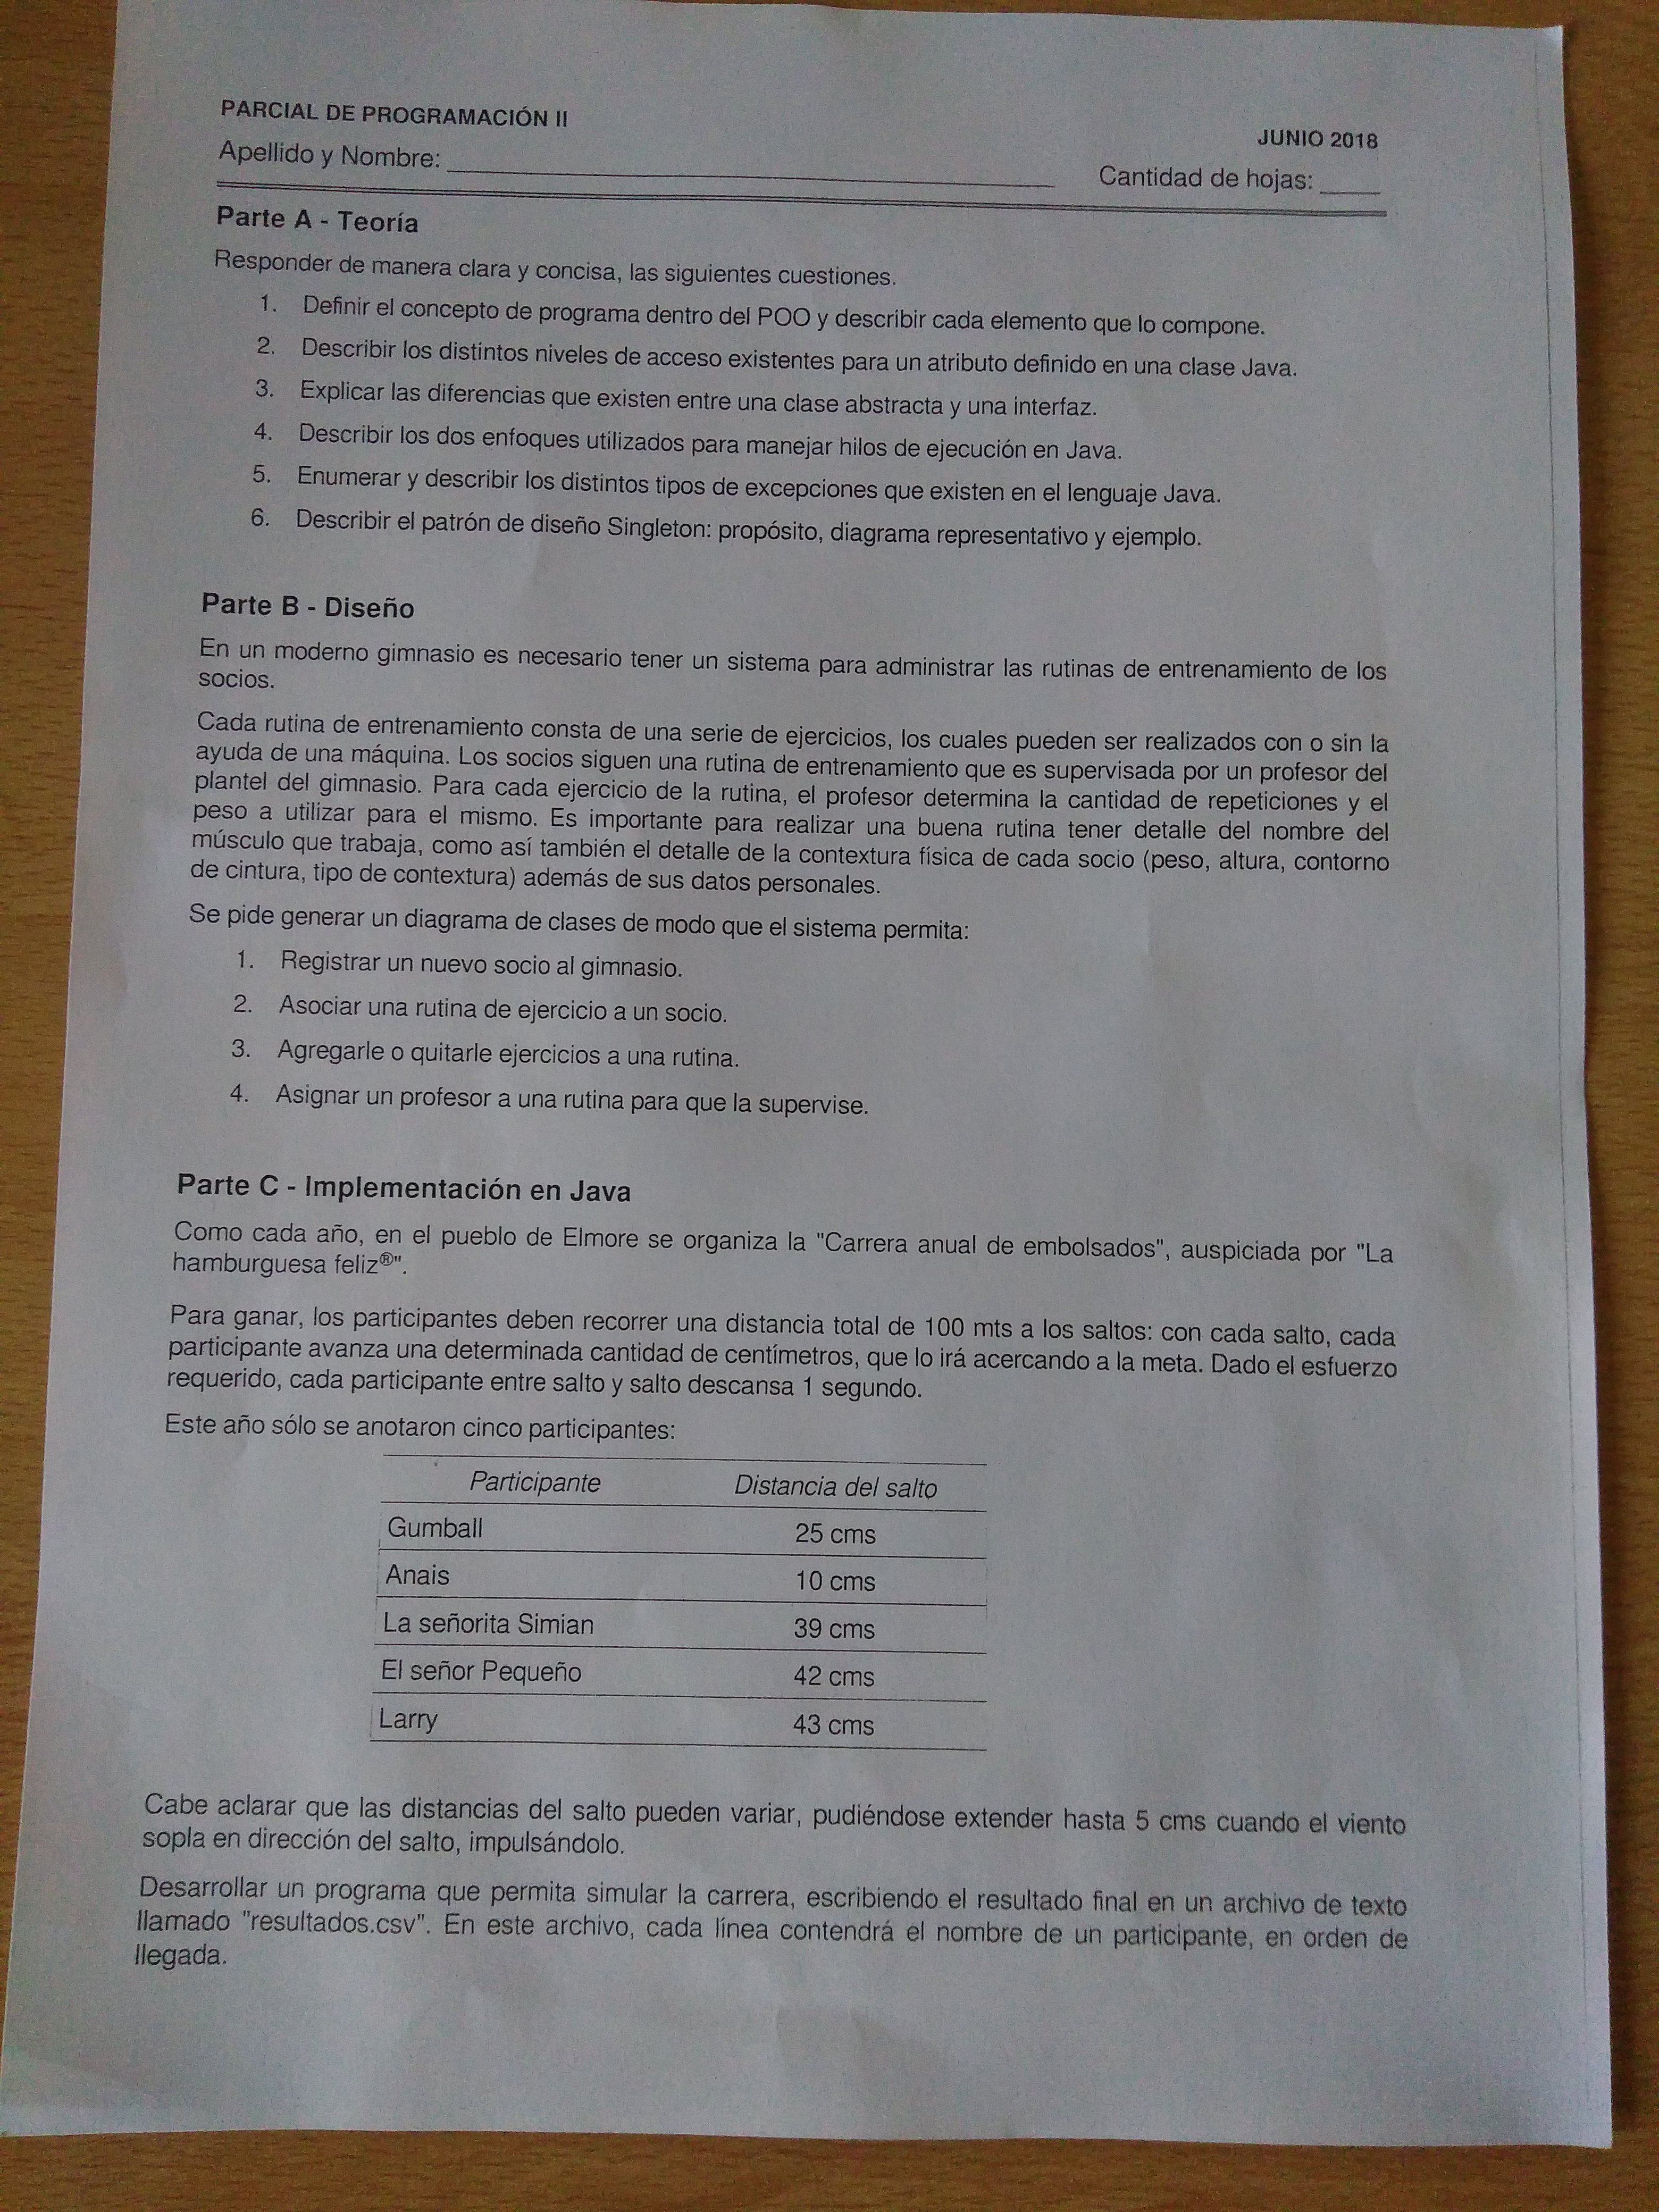 PARCIAL DE PROGRAMACIÓN II
JUNIO 2018
Apellido y Nombre:
Cantidad de hojas:
Parte A - Teoría
Responder de manera clara y concisa, las siguientes cuestiones.
1. Definir el concepto de programa dentro del POO y describir cada elemento que lo compone.
2. Describir los distintos niveles de acceso existentes para un atributo definido en una clase Java.
3. Explicar las diferencias que existen entre una clase abstracta y una interfaz.
4. Describir los dos enfoques utilizados para manejar hilos de ejecución en Java.
5. Enumerar y describir los distintos tipos de excepciones que existen en el lenguaje Java.
6. Describir el patrón de diseño Singleton: propósito, diagrama representativo y ejemplo.
Parte B - Diseño
En un moderno gimnasio es necesario tener un sistema para administrar las rutinas de entrenamiento de los
socios.
Cada rutina de entrenamiento consta de una serie de ejercicios, los cuales pueden ser realizados con o sin la
ayuda de una máquina. Los socios siguen una rutina de entrenamiento que es supervisada por un profesor del
plantel del gimnasio. Para cada ejercicio de la rutina, el profesor determina la cantidad de repeticiones y el
peso a utilizar para el mismo. Es importante para realizar una buena rutina tener detalle del nombre del
músculo que trabaja, como así también el detalle de la contextura física de cada socio (peso, altura, contorno
de cintura, tipo de contextura) además de sus datos personales.
Se pide generar un diagrama de clases de modo que el sistema permita:
1. Registrar un nuevo socio al gimnasio.
2. Asociar una rutina de ejercicio a un socio.
3. Agregarle o quitarle ejercicios a una rutina.
4. Asignar un profesor a una rutina para que la supervise.
Parte C - Implementación en Java
Como cada año, en el pueblo de Elmore se organiza la "Carrera anual de embolsados", auspiciada por "La
hamburguesa feliz®".
Para ganar, los participantes deben recorrer una distancia total de 100 mts a los saltos: con cada salto, cada
participante avanza una determinada cantidad de centímetros, que lo irá acercando a la meta. Dado el esfuerzo
requerido, cada participante entre salto y salto descansa 1 segundo.
Este año sólo se anotaron cinco participantes:
Participante Distancia del salto
Gumball 25 cms
Anais 10 cms
La señorita Simian 39 cms
El señor Pequeño 42 cms
Larry 43 cms
Cabe aclarar que las distancias del salto pueden variar, pudiéndose extender hasta 5 cms cuando el viento
sopla en dirección del salto, impulsándolo.
Desarrollar un programa que permita simular la carrera, escribiendo el resultado final en un archivo de texto
llamado "resultados.csv". En este archivo, cada línea contendrá el nombre de un participante, en orden de
llegada.